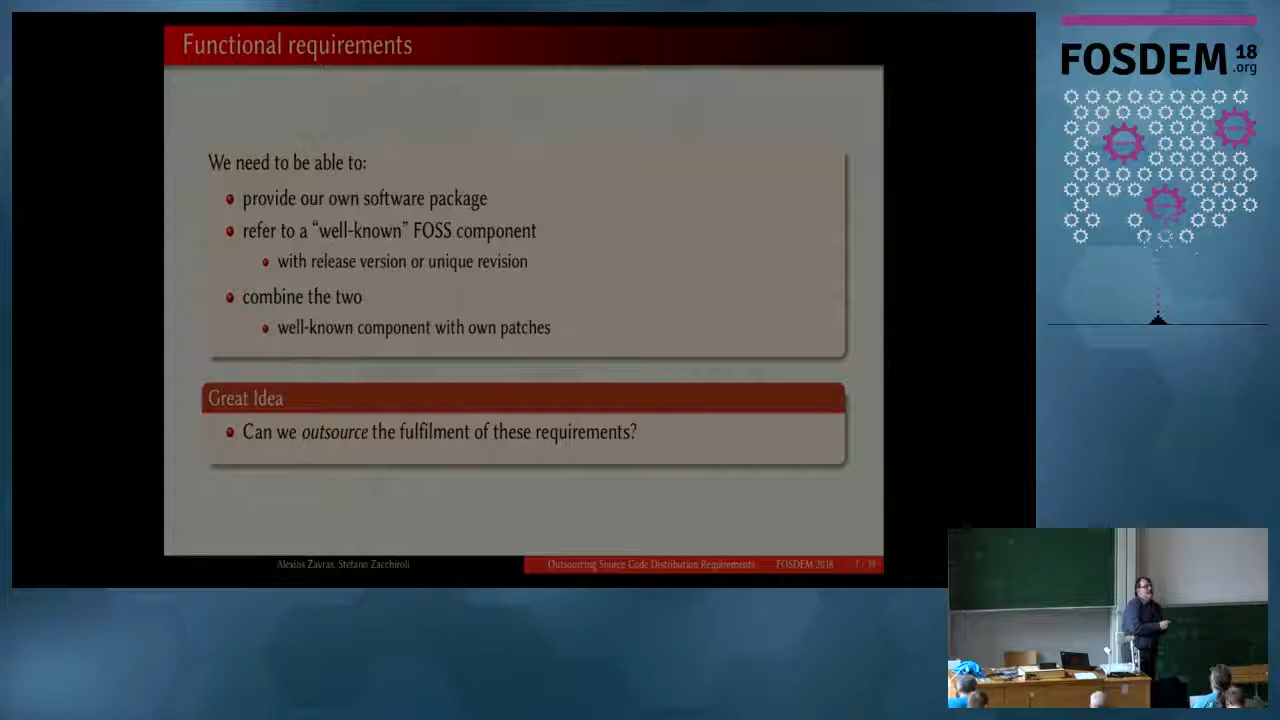 Functional requirements
We need to be able to:
provide our own software package
refer to a “well-known” FOSS component
with release version or unique revision
combine the two
well-known component with own patches
Great Idea
Can we outsource the fulfilment of these requirements?
Alexios Zavras, Stefano Zacchiroli
Outsourcing Source Code Distribution Requirements
FOSDEM 2018
FOSDEM 18
.org